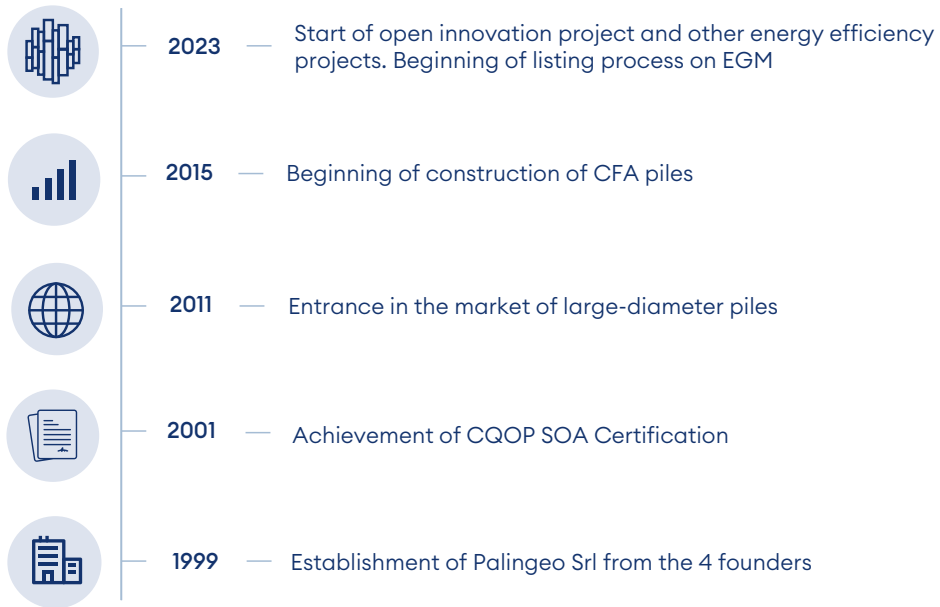 2023
Start of open innovation project and other energy efficiency
projects. Beginning of listing process on EGM
2015
Beginning of construction of CFA piles
2011
Entrance in the market of large-diameter piles
2001
Achievement of CQOP SOA Certification
1999
Establishment of Palingeo Srl from the 4 founders